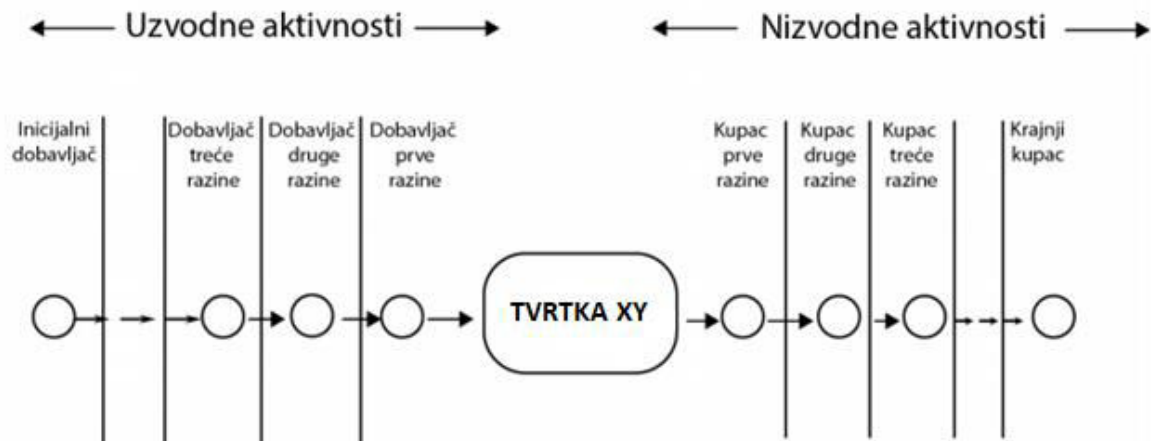 Uzvodne aktivnosti
Nizvodne aktivnosti
Inicijalni
dobavljač
Dobavljač
treće
razine
Dobavljač
druge
razine
Dobavljač
prve
razine
Kupac
prve
razine
Kupac
druge
razine
Kupac
treće
razine
Krajnji
kupac
TVRTKA XY